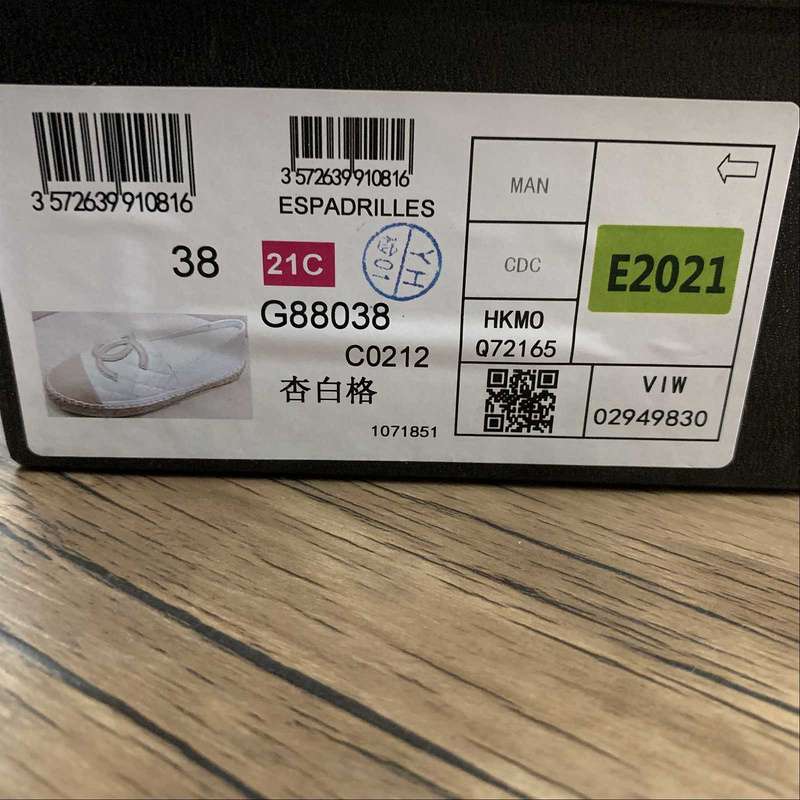 3 572639 910816
3 572639 910816
ESPADRILLES
38
21C
YH
G88038
C0212
杏白格
1071851
MAN
CDC
HKMO
Q72165
E2021
VIW
02949830